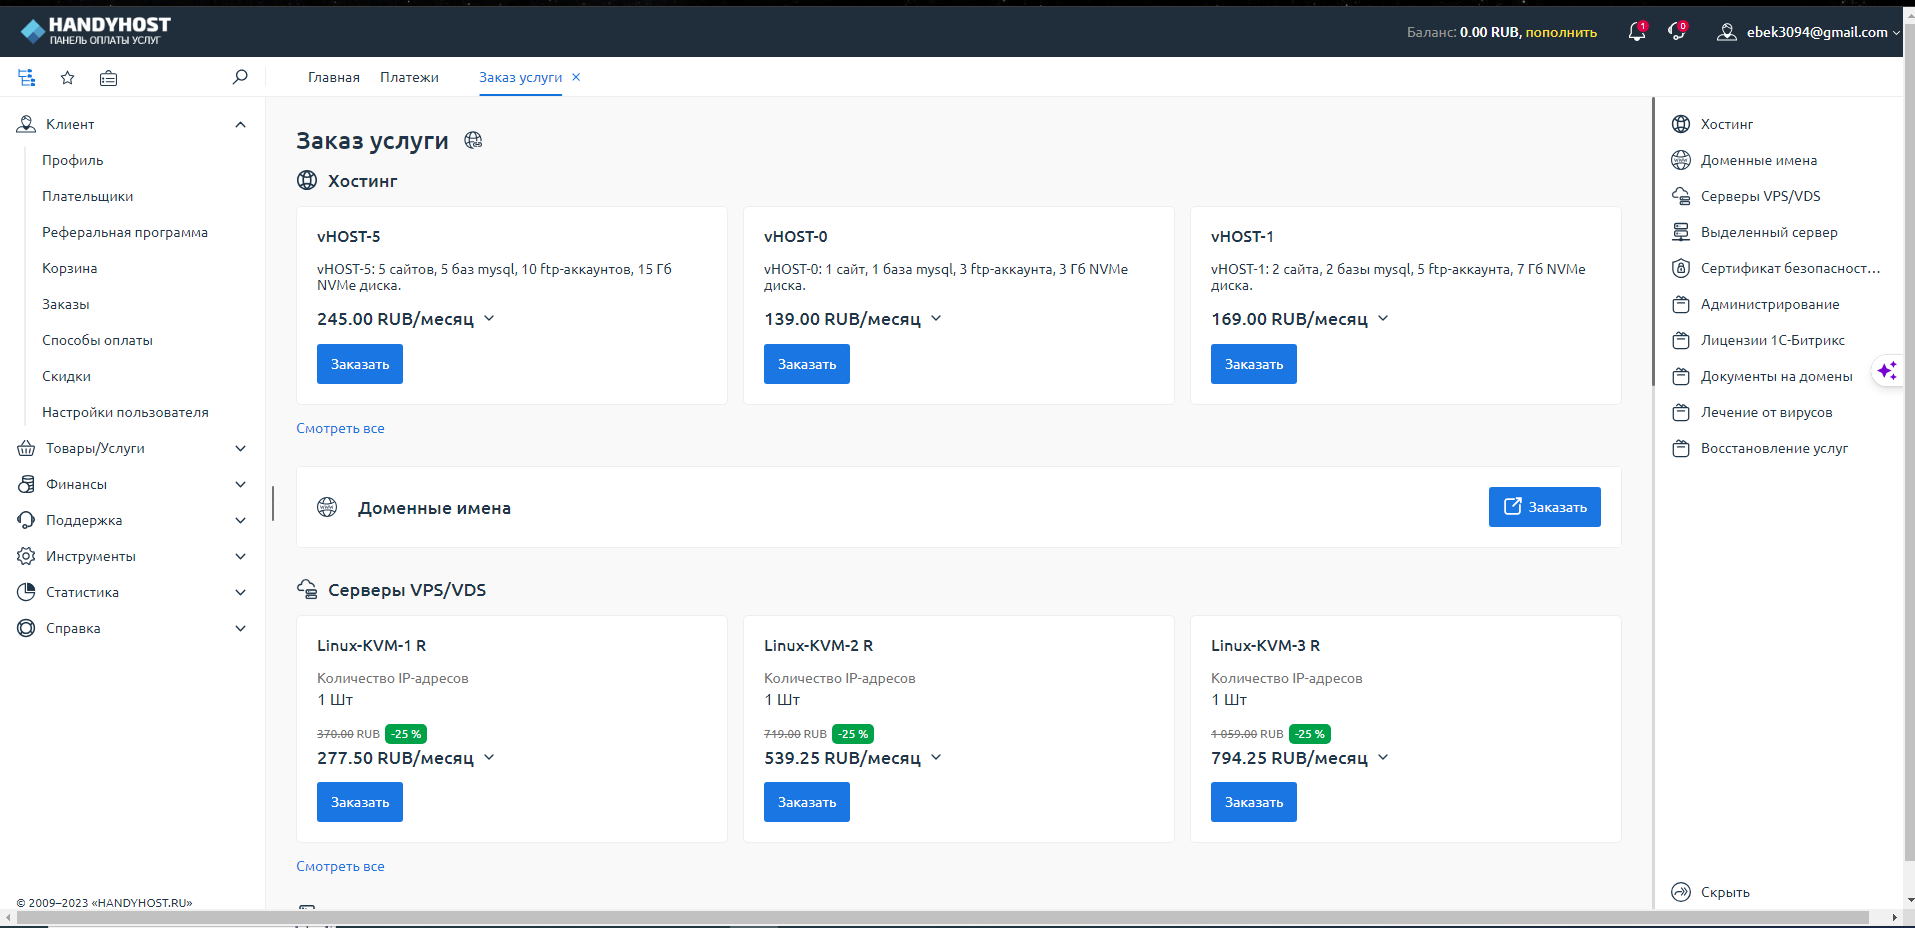 HANDYHOST
ПАНЕЛЬ ОПЛАТЫ УСЛУГ
Баланс: 0.00 RUB, пополнить
1
0
ebek3094@gmail.com
Главная
Платежи
Заказ услуги ×
Клиент
Профиль
Плательщики
Реферальная программа
Корзина
Заказы
Способы оплаты
Скидки
Настройки пользователя
Товары/Услуги
Финансы
Поддержка
Инструменты
Статистика
Справка
© 2009–2023 «HANDYHOST.RU»
Заказ услуги
Хостинг
vHOST-5
vHOST-5: 5 сайтов, 5 баз mysql, 10 ftp-аккаунтов, 15 Гб
NVMe диска.
245.00 RUB/месяц
Заказать
vHOST-0
vHOST-0: 1 сайт, 1 база mysql, 3 ftp-аккаунта, 3 Гб NVMe
диска.
139.00 RUB/месяц
Заказать
vHOST-1
vHOST-1: 2 сайта, 2 базы mysql, 5 ftp-аккаунта, 7 Гб NVMe
диска.
169.00 RUB/месяц
Заказать
Смотреть все
Доменные имена
Заказать
Серверы VPS/VDS
Linux-KVM-1 R
Количество IP-адресов
1 Шт
370.00 RUB -25 %
277.50 RUB/месяц
Заказать
Linux-KVM-2 R
Количество IP-адресов
1 Шт
719.00 RUB -25 %
539.25 RUB/месяц
Заказать
Linux-KVM-3 R
Количество IP-адресов
1 Шт
1 059.00 RUB -25 %
794.25 RUB/месяц
Заказать
Смотреть все
Хостинг
Доменные имена
Серверы VPS/VDS
Выделенный сервер
Сертификат безопасност...
Администрирование
Лицензии 1С-Битрикс
Документы на домены
Лечение от вирусов
Восстановление услуг
Скрыть